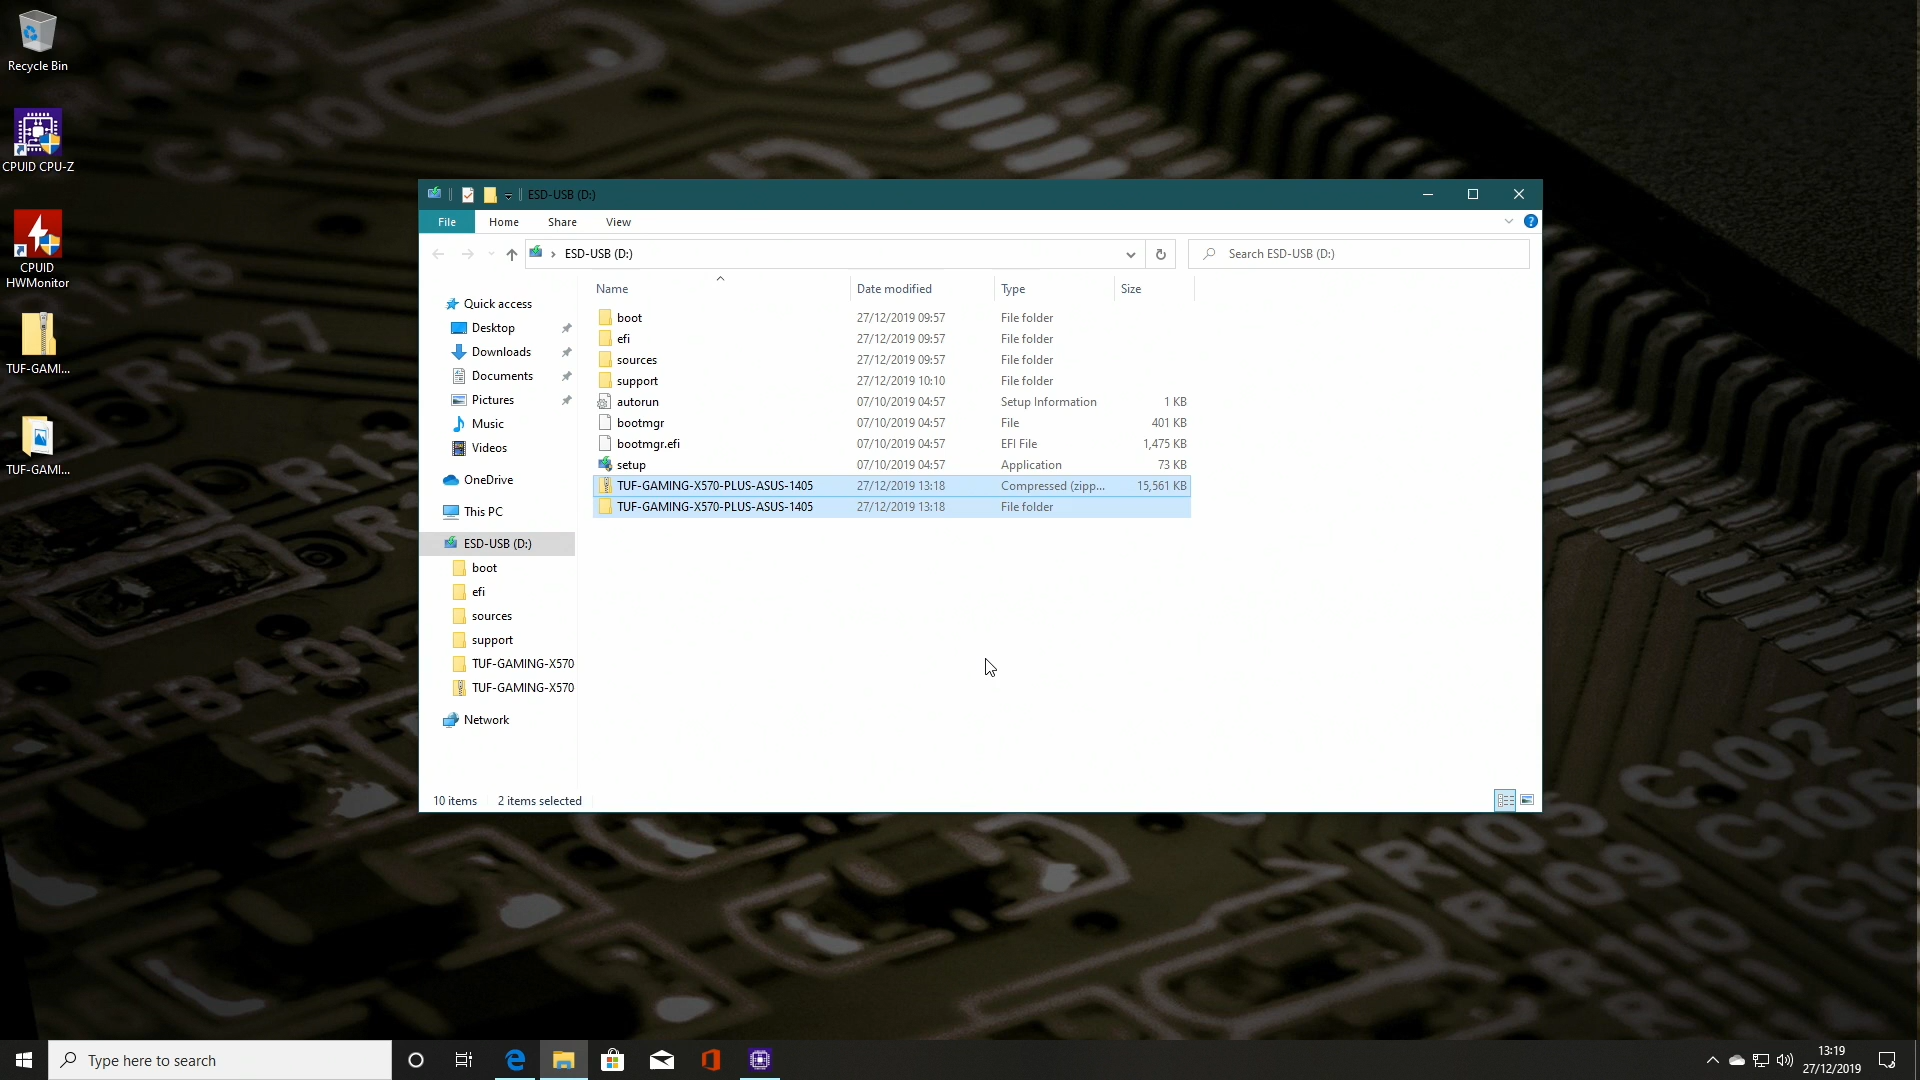 Recycle Bin
CPUID CPU-Z
CPUID
HWMonitor
TUF-GAMI...
TUF-GAMI...
ESD-USB (D:)
File
Home
Share
View
ESD-USB (D:)
Search ESD-USB (D:)
Name
Date modified
Type
Size
Quick access
Desktop
Downloads
Documents
Pictures
Music
Videos
OneDrive
This PC
ESD-USB (D:)
boot
efi
sources
support
TUF-GAMING-X570
TUF-GAMING-X570
Network
boot 27/12/2019 09:57 File folder
efi 27/12/2019 09:57 File folder
sources 27/12/2019 09:57 File folder
support 27/12/2019 10:10 File folder
autorun 07/10/2019 04:57 Setup Information 1 KB
bootmgr 07/10/2019 04:57 File 401 KB
bootmgr.efi 07/10/2019 04:57 EFI File 1,475 KB
setup 07/10/2019 04:57 Application 73 KB
TUF-GAMING-X570-PLUS-ASUS-1405 27/12/2019 13:18 Compressed (zipp... 15,561 KB
TUF-GAMING-X570-PLUS-ASUS-1405 27/12/2019 13:18 File folder
10 items 2 items selected
R127
FB401
C102
R103
R109
R110
Type here to search
13:19
27/12/2019